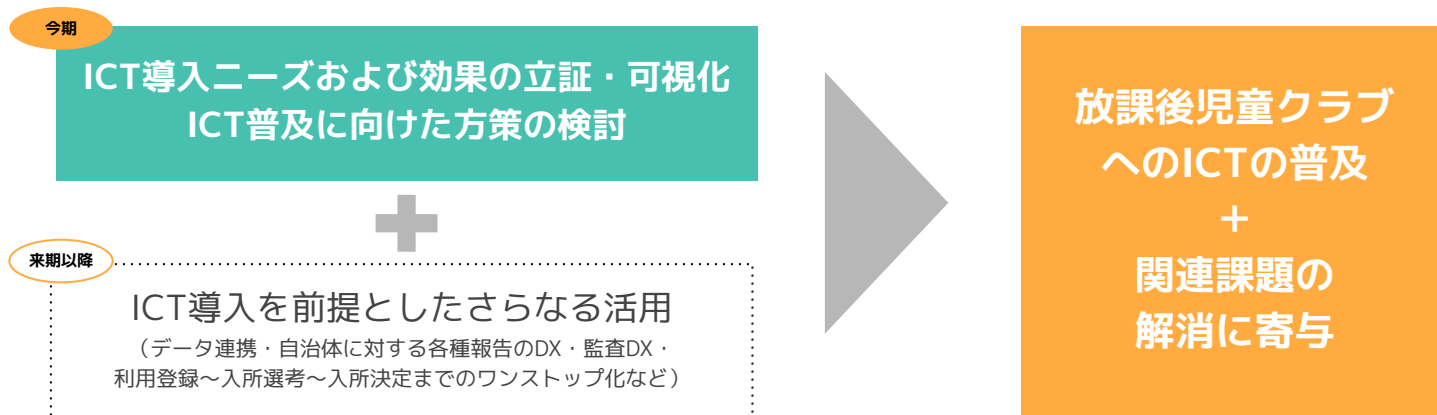 今期
ICT導入ニーズおよび効果の立証・可視化
ICT普及に向けた方策の検討
来期以降
ICT導入を前提としたさらなる活用
（データ連携・自治体に対する各種報告のDX・監査DX・
利用登録～入所選考～入所決定までのワンストップ化など）
放課後児童クラブ
へのICTの普及
＋
関連課題の
解消に寄与